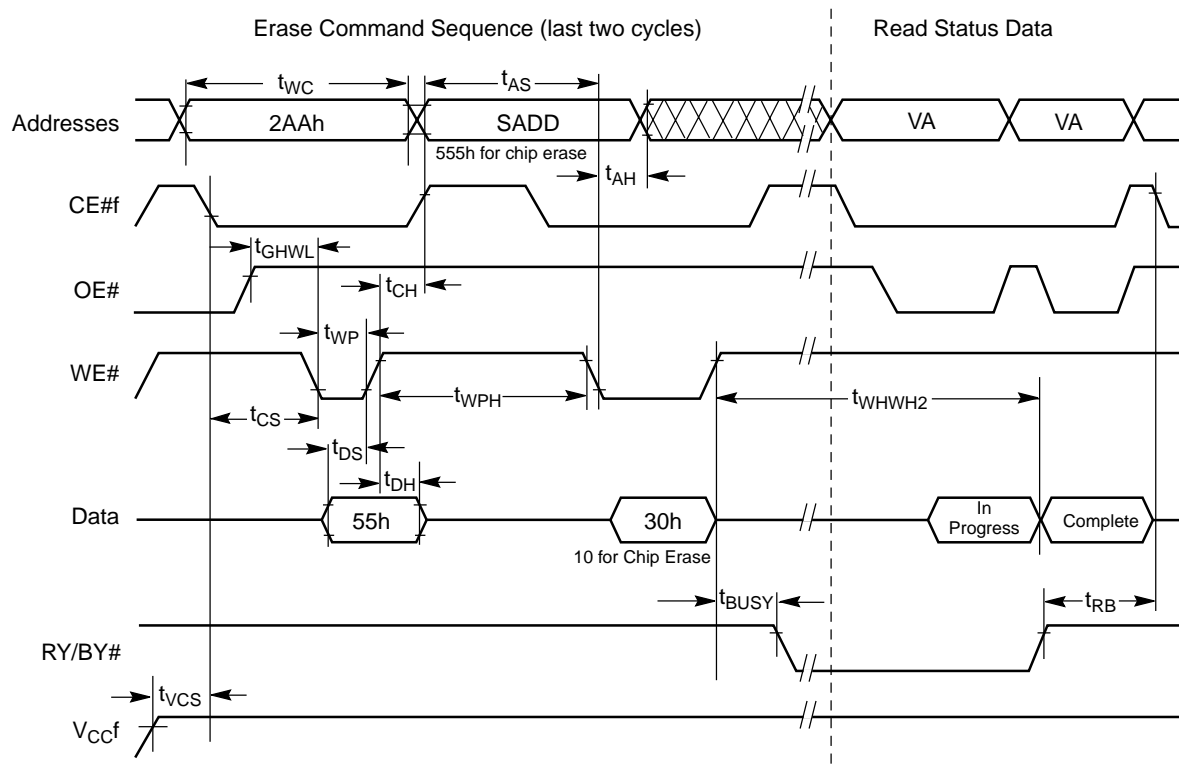 Erase Command Sequence (last two cycles)
Read Status Data
tWC
tAS
Addresses
2AAh
SADD
VA
VA
555h for chip erase
tAH
CE#f
tGHWL
OE#
tCH
tWP
WE#
tWPH
tWHWH2
tCS
tDS
tDH
Data
55h
30h
In
Progress
Complete
10 for Chip Erase
tBUSY
tRB
RY/BY#
tVCS
VCCf